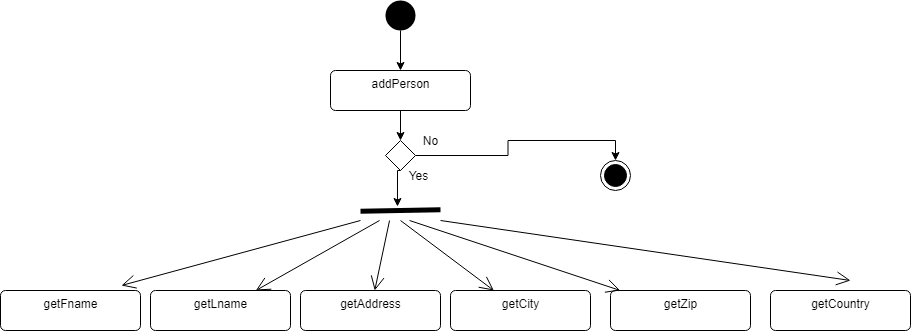 addPerson
No
Yes
getFname
getLname
getAddress
getCity
getZip
getCountry